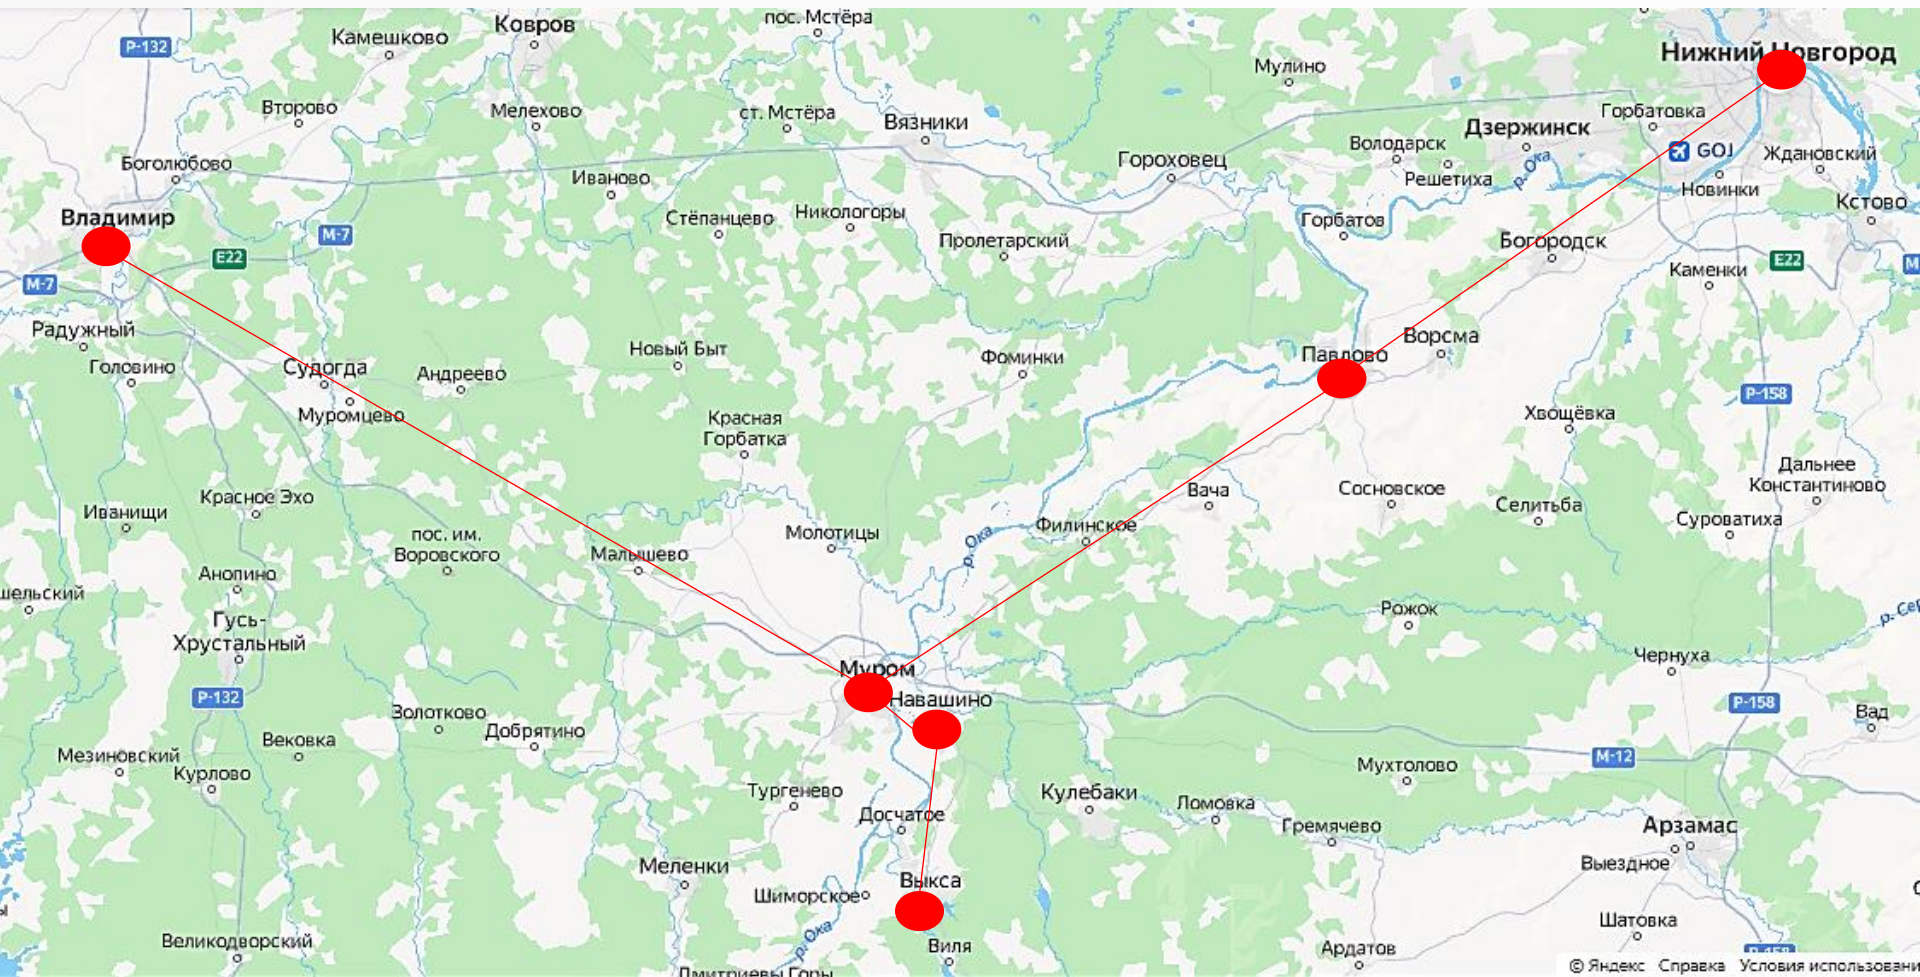 пос. Мстёра
Ковров
Камешково
Р-132
Нижний Новгород
Мулино
Второво
Мелехово
ст. Мстёра
Вязники
Горбатовка
Дзержинск
Володарск
GOJ
Ждановский
Боголюбово
Гороховец
Решетиха
р. Ока
Иваново
Новинки
Владимир
Стёпанцево
Никологоры
Горбатов
Кстово
М-7
Пролетарский
Богородск
Е22
Е22
М-7
Каменки
Радужный
Ворсма
Новый Быт
Фоминки
Павлово
Головино
Судогда
Андреево
Р-158
Муромцево
Красная
Горбатка
Хвощёвка
Дальнее
Константиново
Вача
Сосновское
Красное Эхо
Селитьба
Иванищи
Суроватиха
Филинское
пос. им.
Воровского
Молотицы
р. Ока
Малышево
Анопино
Рожок
Гусь-
Хрустальный
Чернуха
Муром
Р-132
Навашино
Р-158
Золотково
Добрятино
Вад
Вековка
Мезиновский
М-12
Курлово
Мухтолово
Тургенево
Кулебаки
Ломовка
Досчатое
Гремячево
Арзамас
Выездное
Меленки
Выкса
Шиморское
Шатовка
р. Ока
Великодворский
Виля
Ардатов
© Яндекс Справка Условия использовани